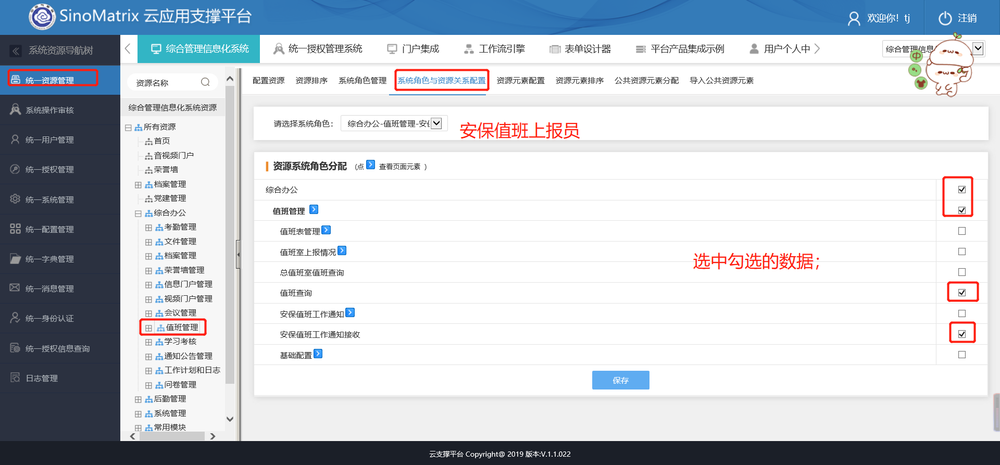 SinoMatrix 云应用支撑平台
欢迎你！tj
注销
系统资源导航树
综合管理信息化系统
统一授权管理系统
门户集成
工作流引擎
表单设计器
平台产品集成示例
用户个人中
综合管理信息
中
统一资源管理
系统操作审核
统一用户管理
统一授权管理
统一系统管理
统一配置管理
统一字典管理
统一消息管理
统一身份认证
统一授权信息查询
日志管理
资源名称
综合管理信息化系统资源
所有资源
首页
音视频门户
荣誉墙
档案管理
党建管理
综合办公
考勤管理
文件管理
档案管理
荣誉墙管理
信息门户管理
视频门户管理
会议管理
值班管理
学习考核
通知公告管理
工作计划和日志
问卷管理
后勤管理
系统管理
常用模块
配置资源
资源排序
系统角色管理
系统角色与资源关系配置
资源元素配置
资源元素排序
公共资源元素分配
导入公共资源元素
请选择系统角色：
综合办公-值班管理-安
安保值班上报员
资源系统角色分配 （点 查看页面元素 ）
综合办公
值班管理
值班表管理
值班室上报情况
总值班室值班查询
值班查询
安保值班工作通知
安保值班工作通知接收
基础配置
选中勾选的数据；
保存
云支撑平台 Copyright@ 2019 版本:V.1.1.022